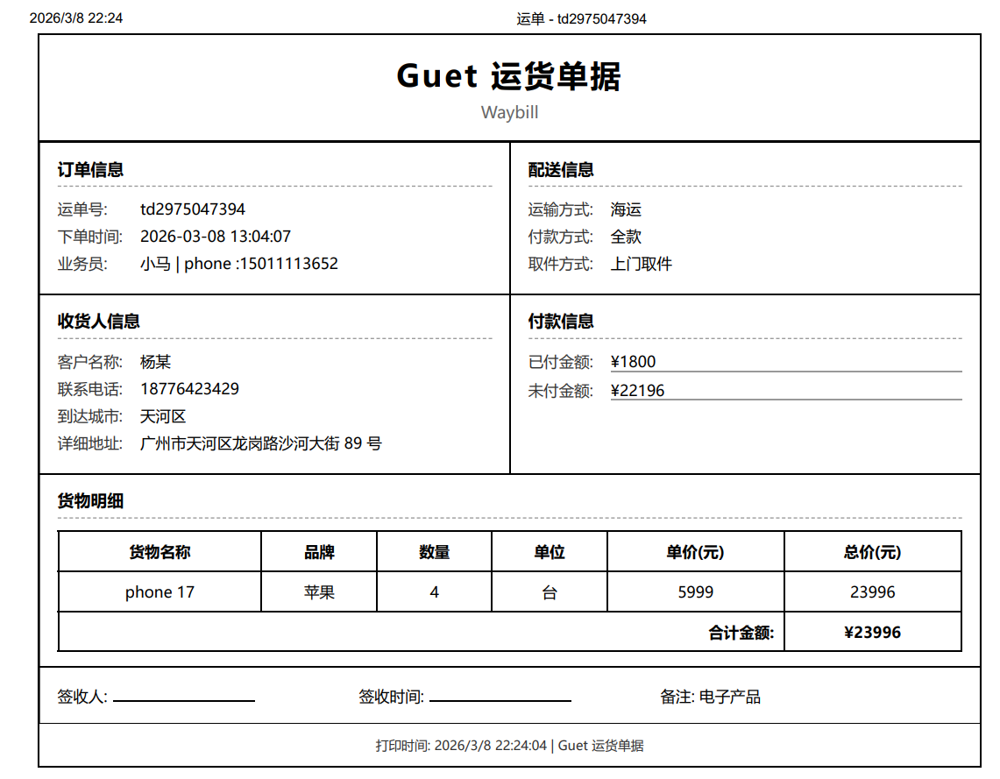 2026/3/8 22:24 运单 - td2975047394
Guet 运货单据
Waybill
订单信息
运单号: td2975047394
下单时间: 2026-03-08 13:04:07
业务员: 小马 | phone :15011113652
配送信息
运输方式: 海运
付款方式: 全款
取件方式: 上门取件
收货人信息
客户名称: 杨某
联系电话: 18776423429
到达城市: 天河区
详细地址: 广州市天河区龙岗路沙河大街 89 号
付款信息
已付金额: ¥1800
未付金额: ¥22196
货物明细
货物名称 品牌 数量 单位 单价(元) 总价(元)
phone 17 苹果 4 台 5999 23996
合计金额: ¥23996
签收人: 签收时间: 备注: 电子产品
打印时间: 2026/3/8 22:24:04 | Guet 运货单据